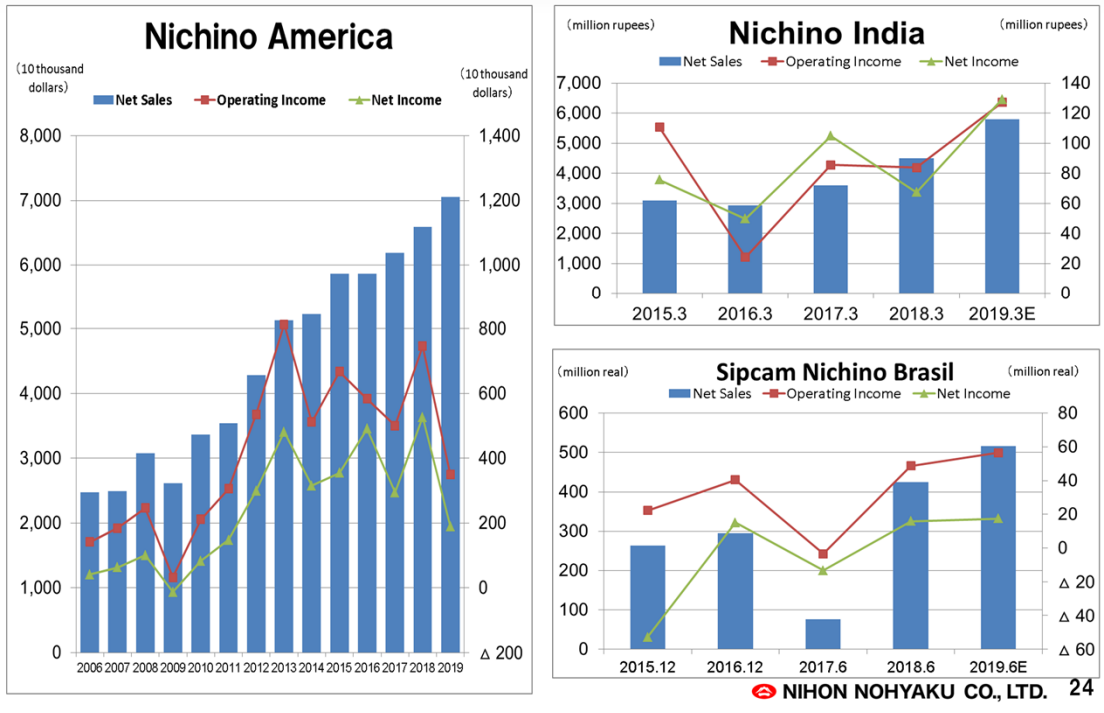 Nichino America
（10 thousand
dollars）
（10 thousand
dollars）
Net Sales Operating Income Net Income
8,000 1,400
7,000 1,200
6,000 1,000
5,000 800
4,000 600
3,000 400
2,000 200
1,000 0
0 △ 200
2006 2007 2008 2009 2010 2011 2012 2013 2014 2015 2016 2017 2018 2019
（million rupees） （million rupees）
Nichino India
Net Sales Operating Income Net Income
7,000 140
6,000 120
5,000 100
4,000 80
3,000 60
2,000 40
1,000 20
0 0
2015.3 2016.3 2017.3 2018.3 2019.3E
（million real） Sipcam Nichino Brasil （million real）
Net Sales Operating Income Net Income
600 80
500 60
400 40
300 20
200 0
100 △ 20
0 △ 40
△ 60
2015.12 2016.12 2017.6 2018.6 2019.6E
NIHON NOHYAKU CO., LTD. 24